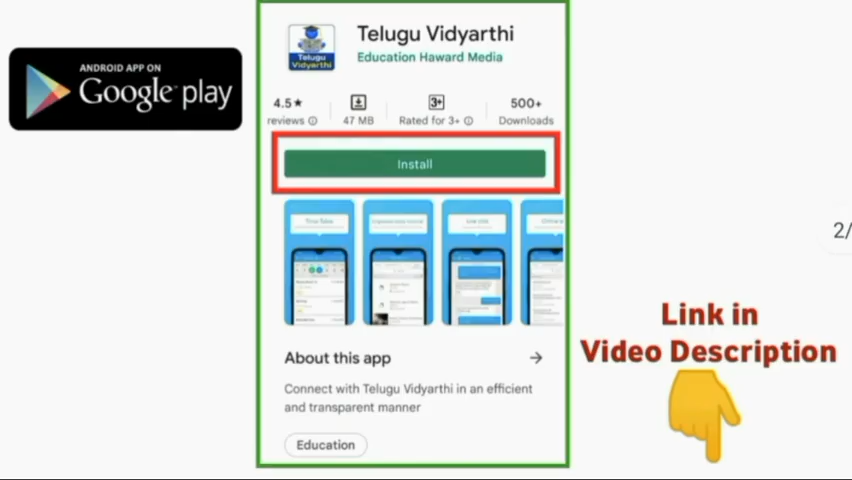 ANDROID APP ON
Google play
Telugu Vidyarthi
Telugu
Vidyarthi
Education Haward Media
4.5★
reviews
47 MB
3+
Rated for 3+
500+
Downloads
Install
Time Table
Live
About this app
Connect with Telugu Vidyarthi in an efficient
and transparent manner
Education
Link in
Video Description
2/